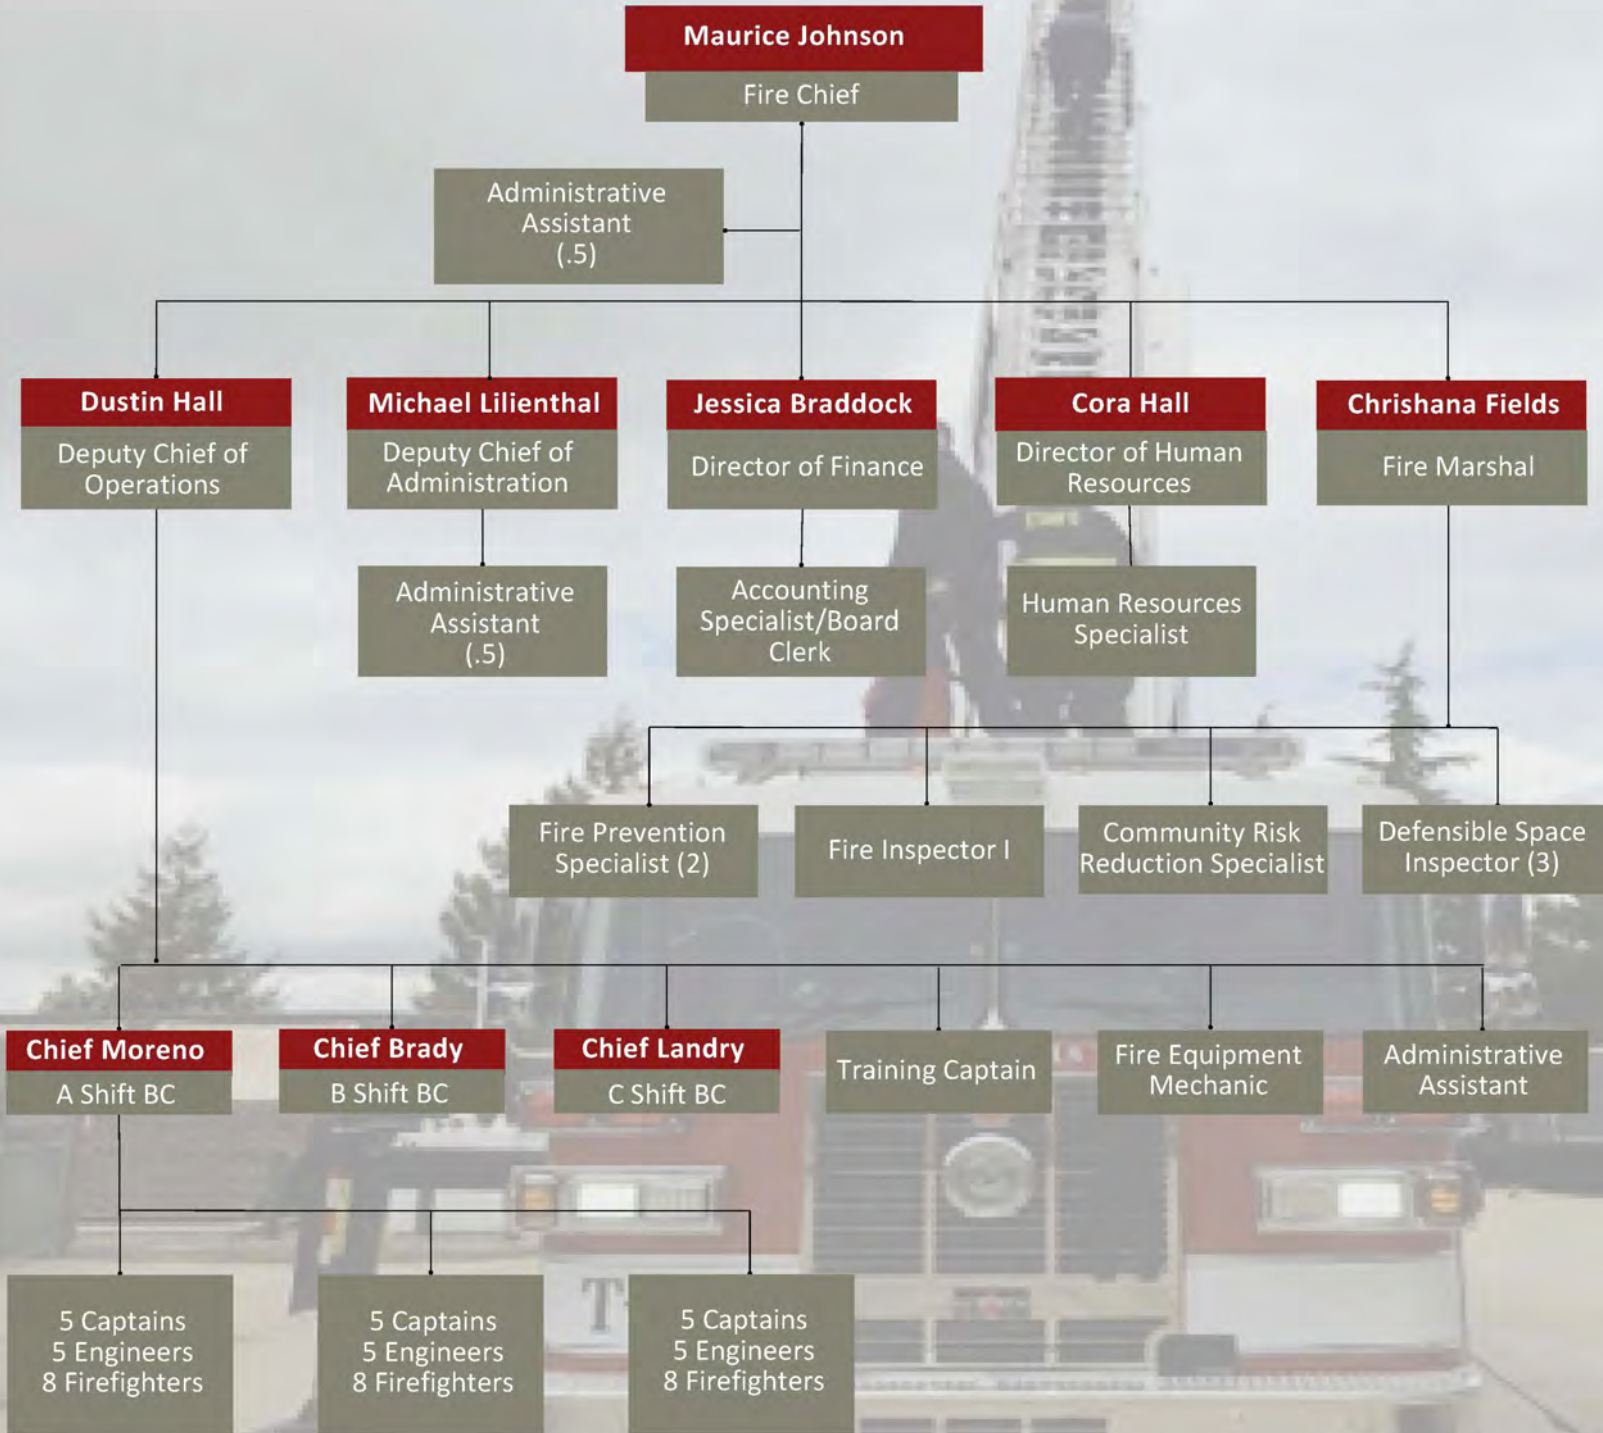 Maurice Johnson
Fire Chief
Administrative
Assistant
(.5)
Dustin Hall
Deputy Chief of
Operations
Michael Lilienthal
Deputy Chief of
Administration
Jessica Braddock
Director of Finance
Cora Hall
Director of Human
Resources
Chrishana Fields
Fire Marshal
Administrative
Assistant
(.5)
Accounting
Specialist/Board
Clerk
Human Resources
Specialist
Fire Prevention
Specialist (2)
Fire Inspector I
Community Risk
Reduction Specialist
Defensible Space
Inspector (3)
Chief Moreno
A Shift BC
Chief Brady
B Shift BC
Chief Landry
C Shift BC
Training Captain
Fire Equipment
Mechanic
Administrative
Assistant
5 Captains
5 Engineers
8 Firefighters
5 Captains
5 Engineers
8 Firefighters
5 Captains
5 Engineers
8 Firefighters
T